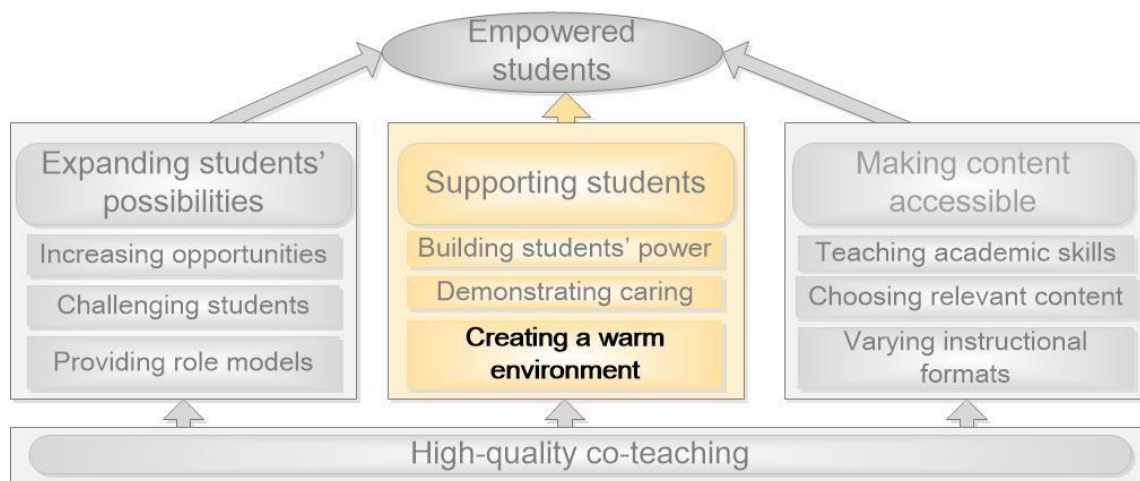 Empowered
students
Expanding students’
possibilities
Increasing opportunities
Challenging students
Providing role models
Supporting students
Building students’ power
Demonstrating caring
Creating a warm
environment
Making content
accessible
Teaching academic skills
Choosing relevant content
Varying instructional
formats
High-quality co-teaching